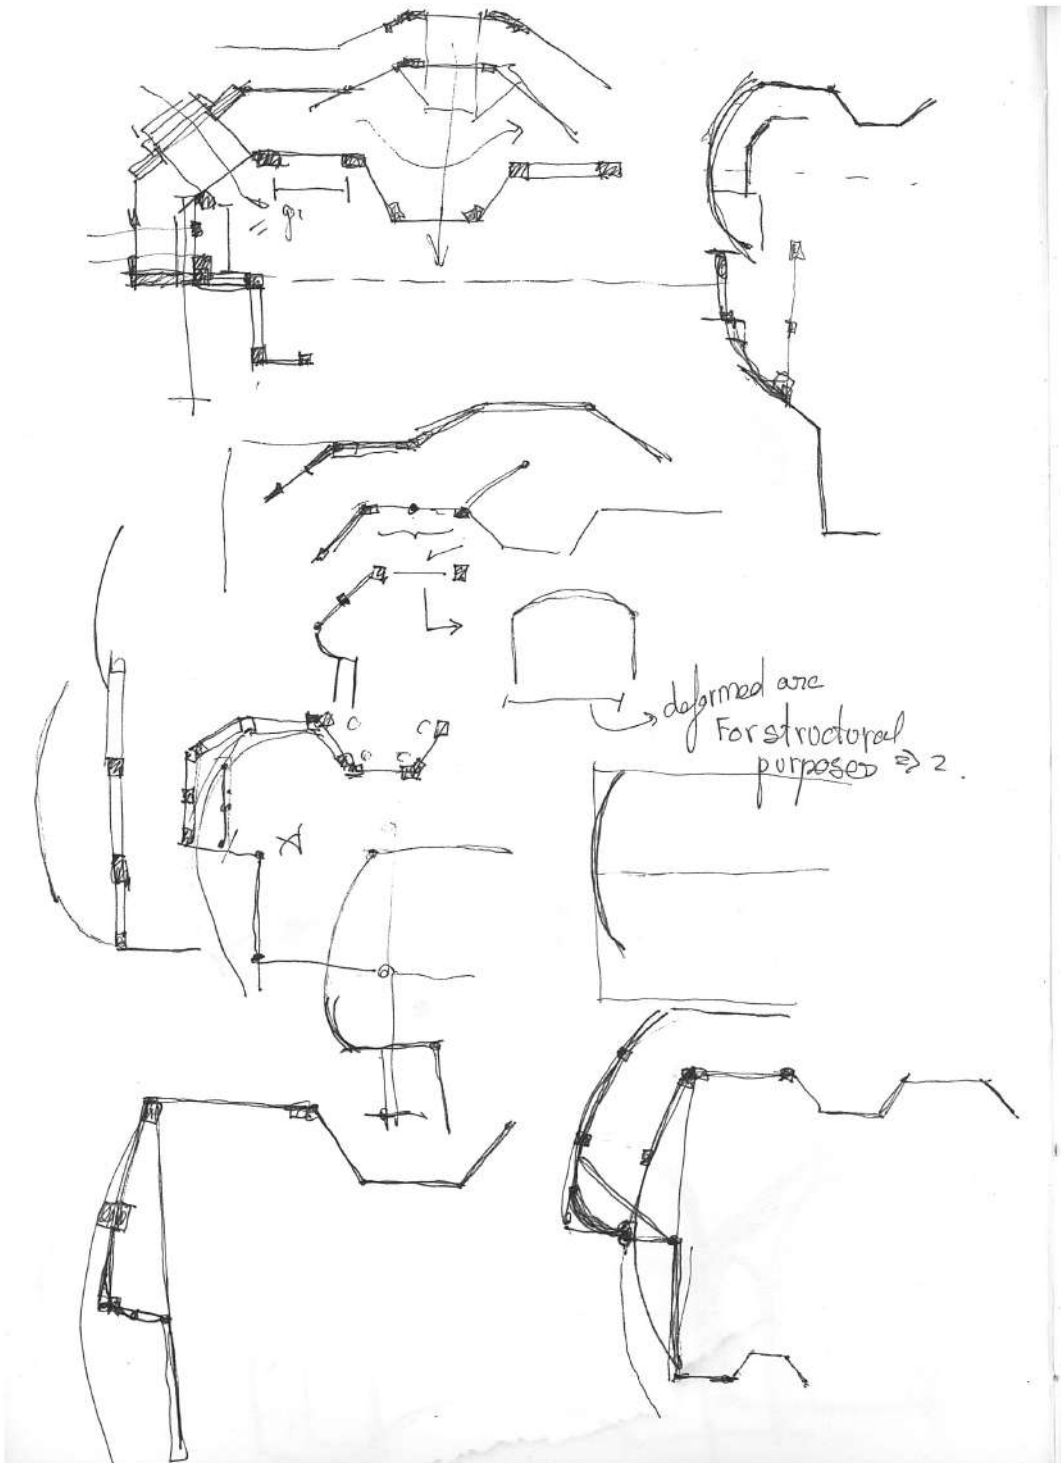 deformed arc
For structural
purposes => 2.